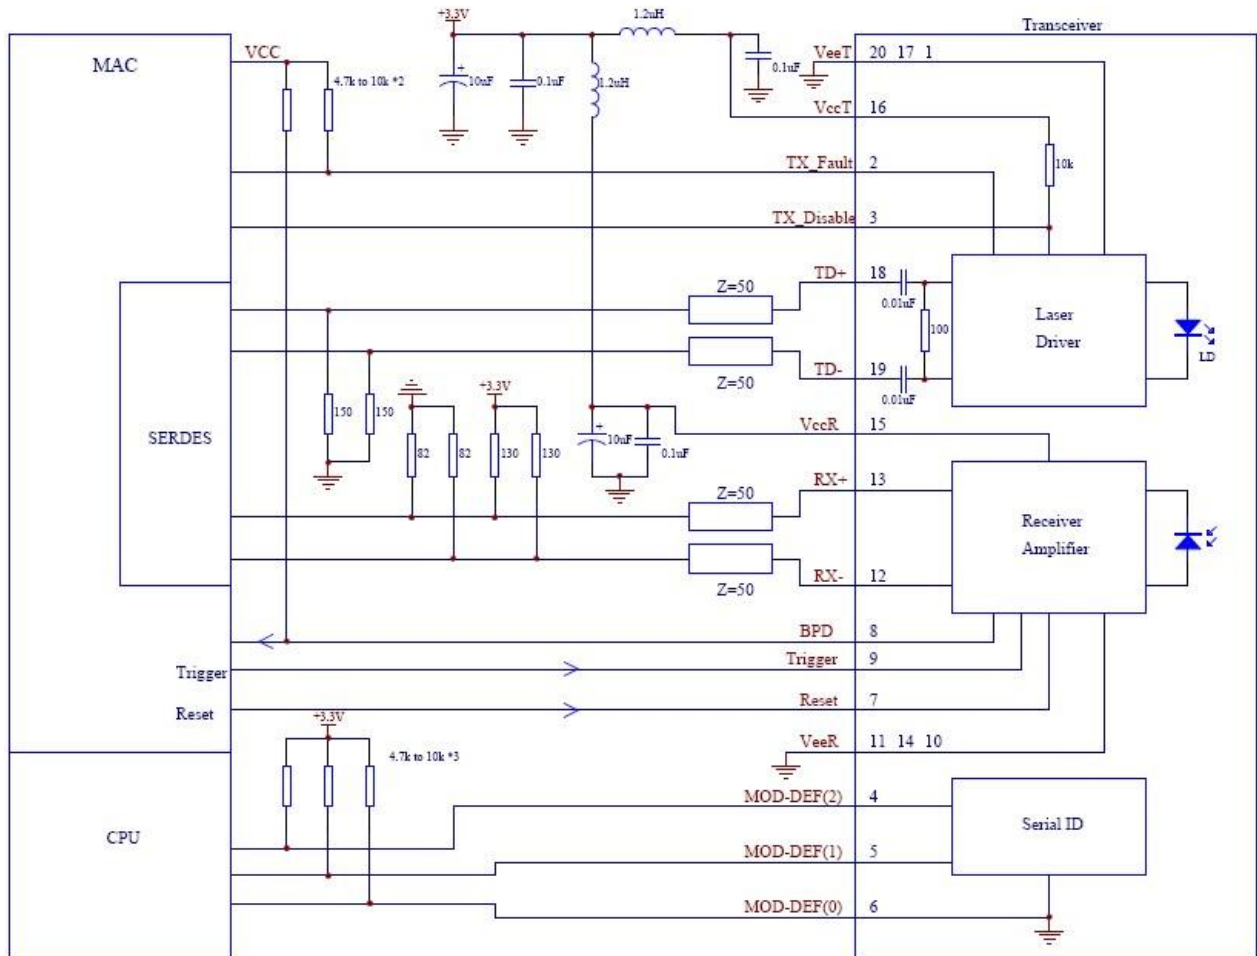 +3.3V
1.2uH
Transceiver
MAC
VCC
4.7k to 10k *2
10uF
0.1uF
1.2uH
0.1uF
VeeT
20 17 1
VccT
16
TX_Fault
2
10k
TX_Disable
3
Z=50
TD+
18
0.01uF
100
Laser
Driver
LD
Z=50
TD-
19
0.01uF
+3.3V
150
150
SERDES
82
82
130
130
10uF
0.1uF
VccR
15
Z=50
RX+
13
Receiver
Amplifier
Z=50
RX-
12
BPD
8
Trigger
Trigger
9
Reset
Reset
7
+3.3V
4.7k to 10k *3
VeeR
11 14 10
CPU
MOD-DEF(2)
4
Serial ID
MOD-DEF(1)
5
MOD-DEF(0)
6